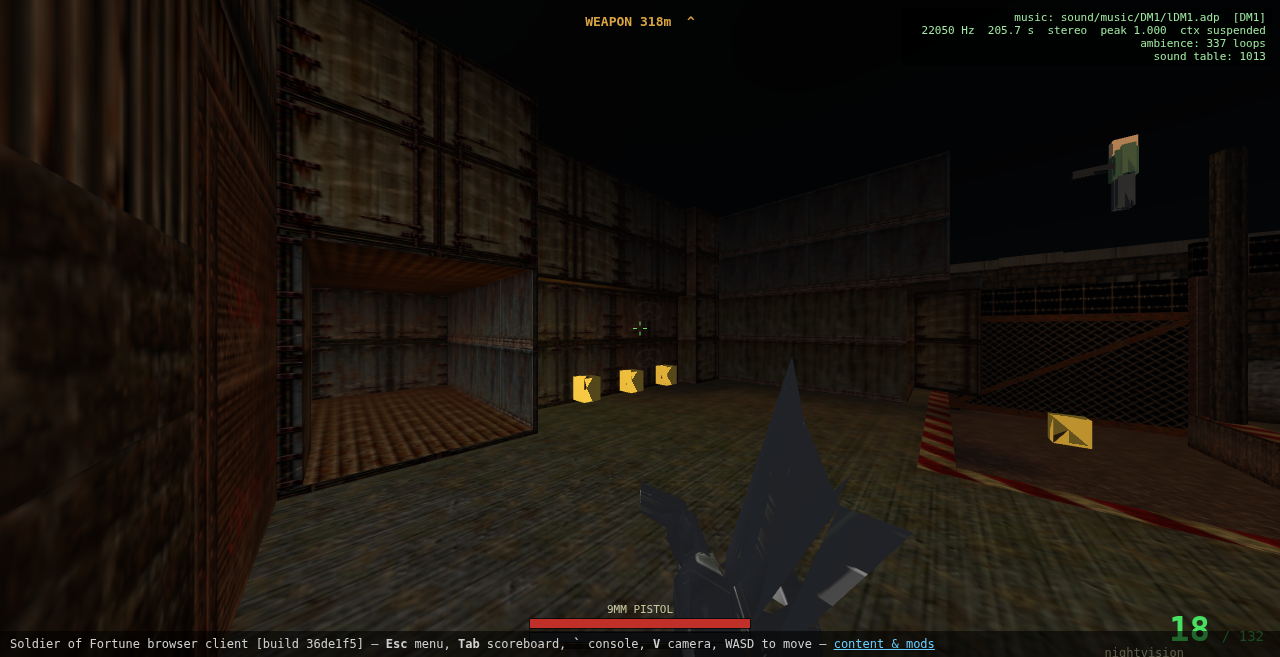 WEAPON 318m ^
music: sound/music/DM1/lDM1.adp [DM1]
22050 Hz 205.7 s stereo peak 1.000 ctx suspended
ambience: 337 loops
sound table: 1013
9MM PISTOL
18 / 132
Soldier of Fortune browser client [build 36de1f5] — Esc menu, Tab scoreboard, ` console, V camera, WASD to move — content & mods
nightvision